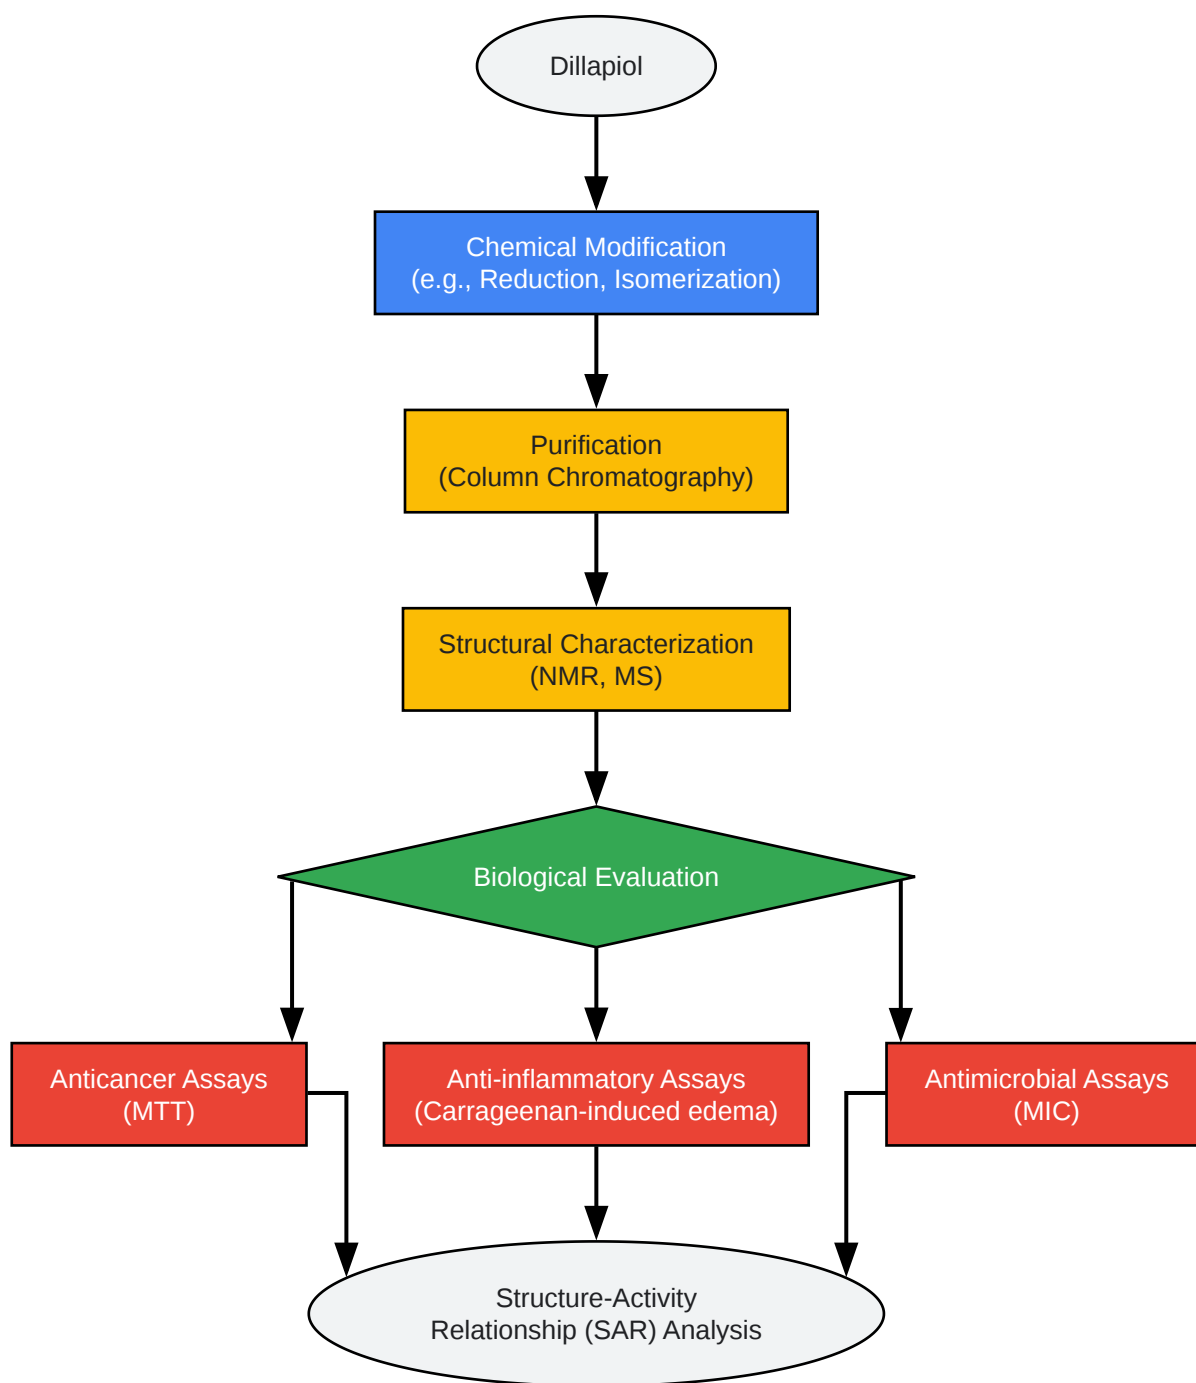 Dillapiol
Chemical Modification
(e.g., Reduction, Isomerization)
Purification
(Column Chromatography)
Structural Characterization
(NMR, MS)
Biological Evaluation
Anticancer Assays
(MTT)
Anti-inflammatory Assays
(Carrageenan-induced edema)
Antimicrobial Assays
(MIC)
Structure-Activity
Relationship (SAR) Analysis